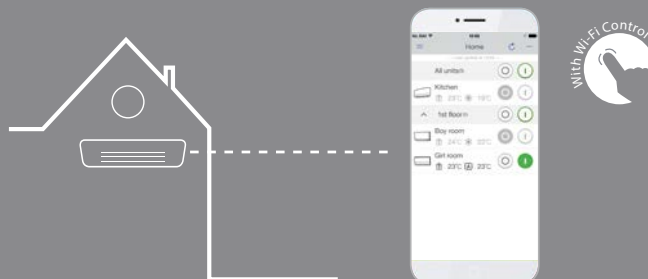 With Wi-Fi Control
Home
All units
Kitchen
23°C 19°C
1st floor
Boy room
24°C 22°C
Girl room
23°C A 23°C